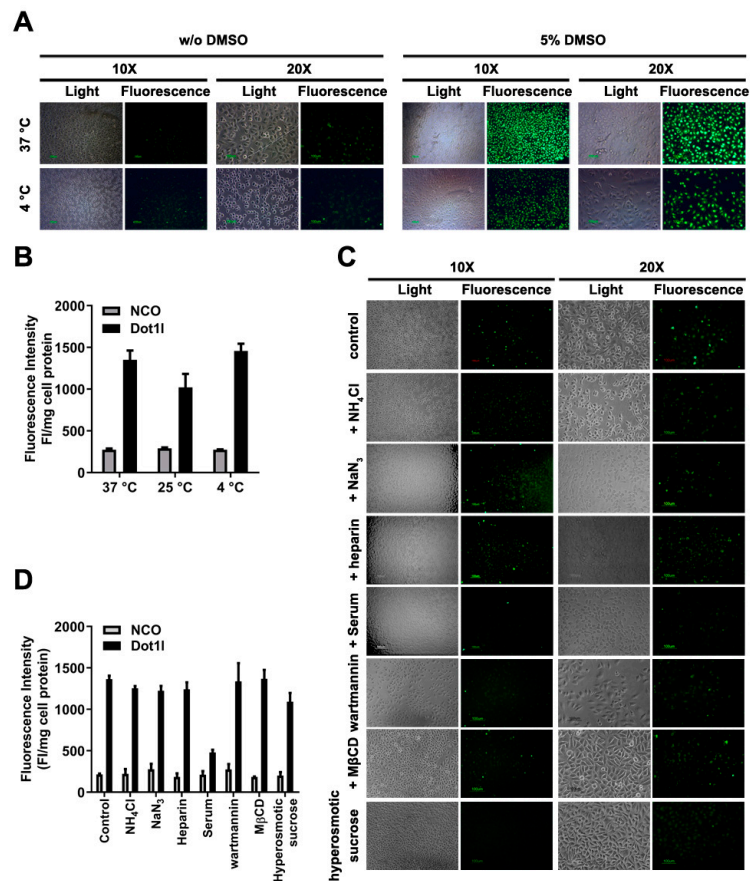 A
w/o DMSO 5% DMSO
10X 20X 10X 20X
Light Fluorescence Light Fluorescence Light Fluorescence Light Fluorescence
37 °C
4 °C
B
Fluorescence Intensity
FI/mg cell protein
2000
1500
1000
500
0
NCO
Dot1l
37 °C 25 °C 4 °C
C
10X 20X
Light Fluorescence Light Fluorescence
control
+ NH4Cl
+ NaN3
+ heparin
+ Serum
wartmannin
+ MβCD
hyperosmotic
sucrose
D
Fluorescence Intensity
(FI/mg cell protein)
2000
1500
1000
500
0
NCO
Dot1l
Control
NH4Cl
NaN3
Heparin
Serum
wartmannin
MβCD
Hyperosmotic
sucrose